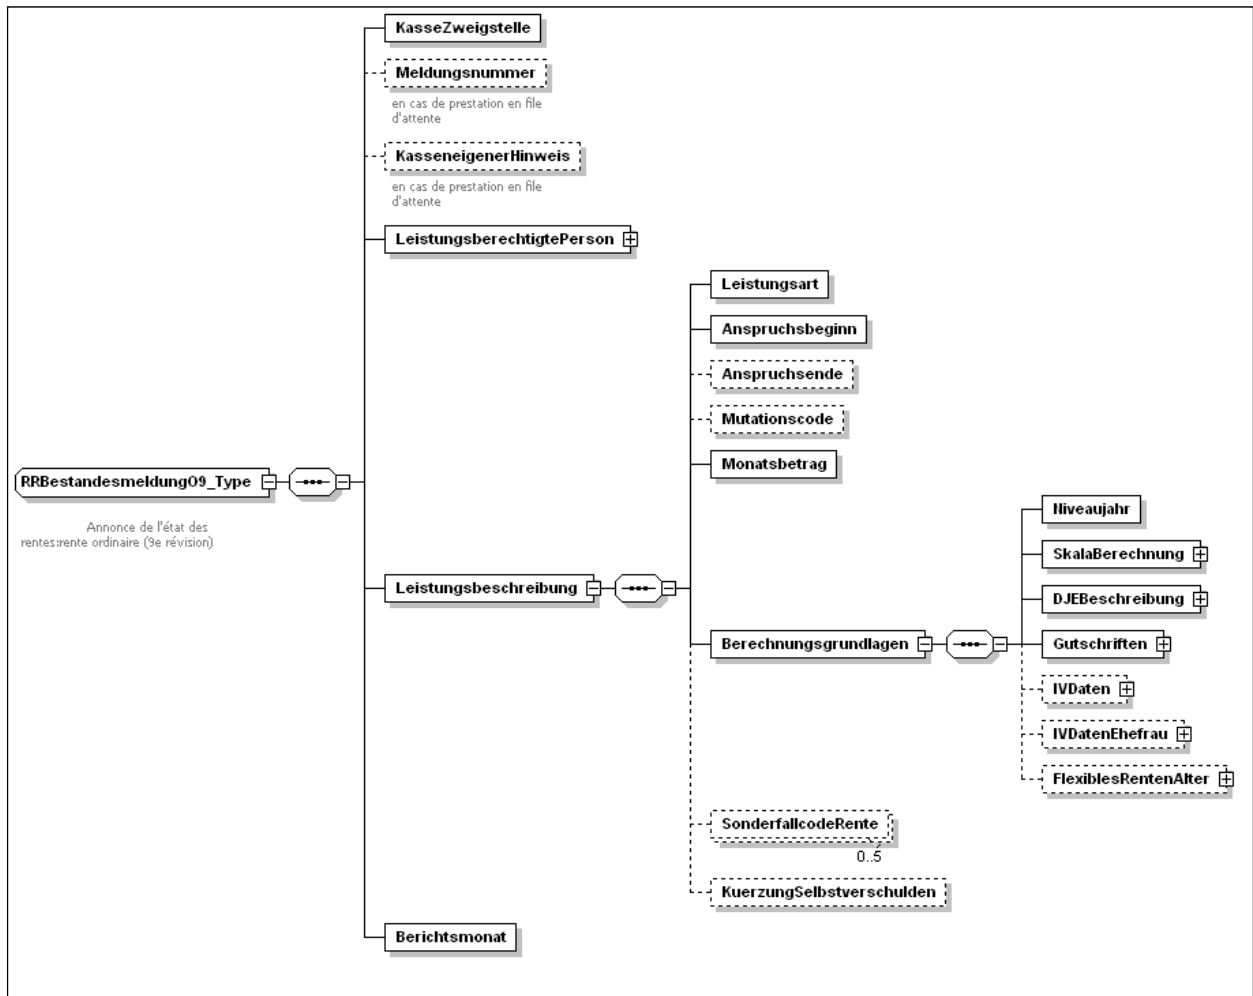 KasseZweigstelle
Meldungsnummer
en cas de prestation en file
d'attente
KasseneigenerHinweis
en cas de prestation en file
d'attente
LeistungsberechtigtePerson
RRBestandesmeldungO9_Type
Annonce de l'état des
rentes:rente ordinaire (9e révision)
Leistungsbeschreibung
Leistungsart
Anspruchsbeginn
Anspruchsende
Mutationscode
Monatsbetrag
Berechnungsgrundlagen
Niveaujahr
SkalaBerechnung
DJEBeschreibung
Gutschriften
IVDaten
IVDatenEhefrau
FlexiblesRentenAlter
SonderfallcodeRente
0..5
KuerzungSelbstverschulden
Berichtsmonat